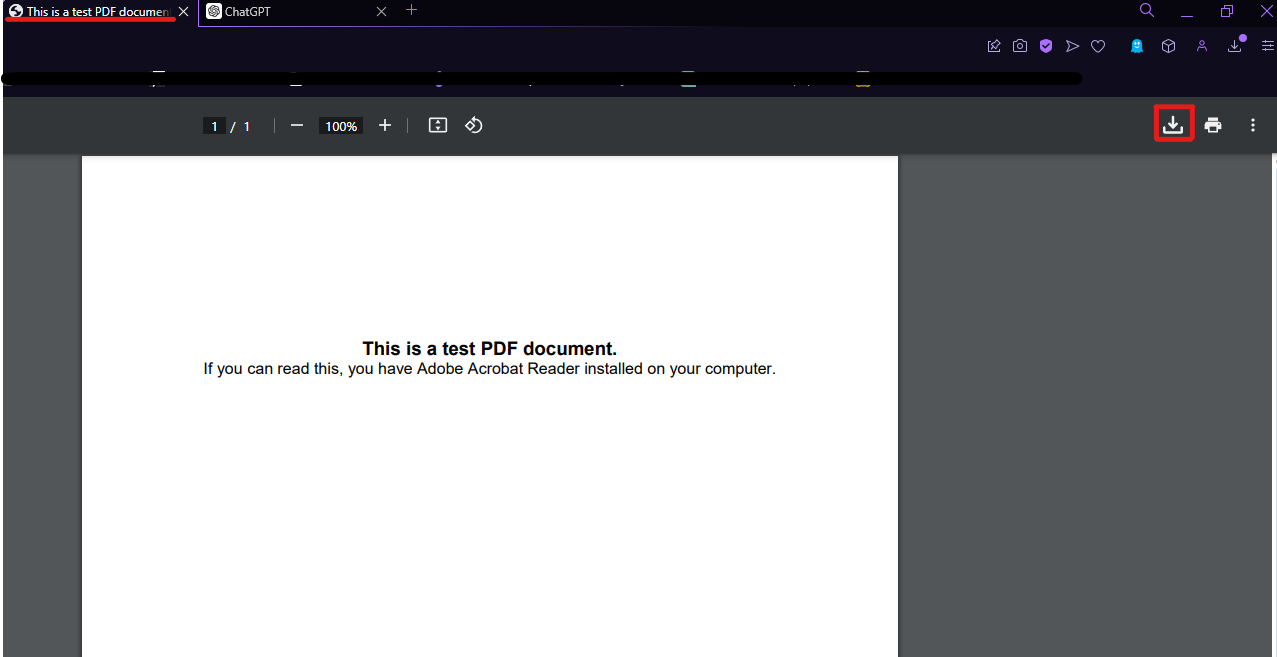 This is a test PDF documen
ChatGPT
1 / 1
100%
This is a test PDF document.
If you can read this, you have Adobe Acrobat Reader installed on your computer.